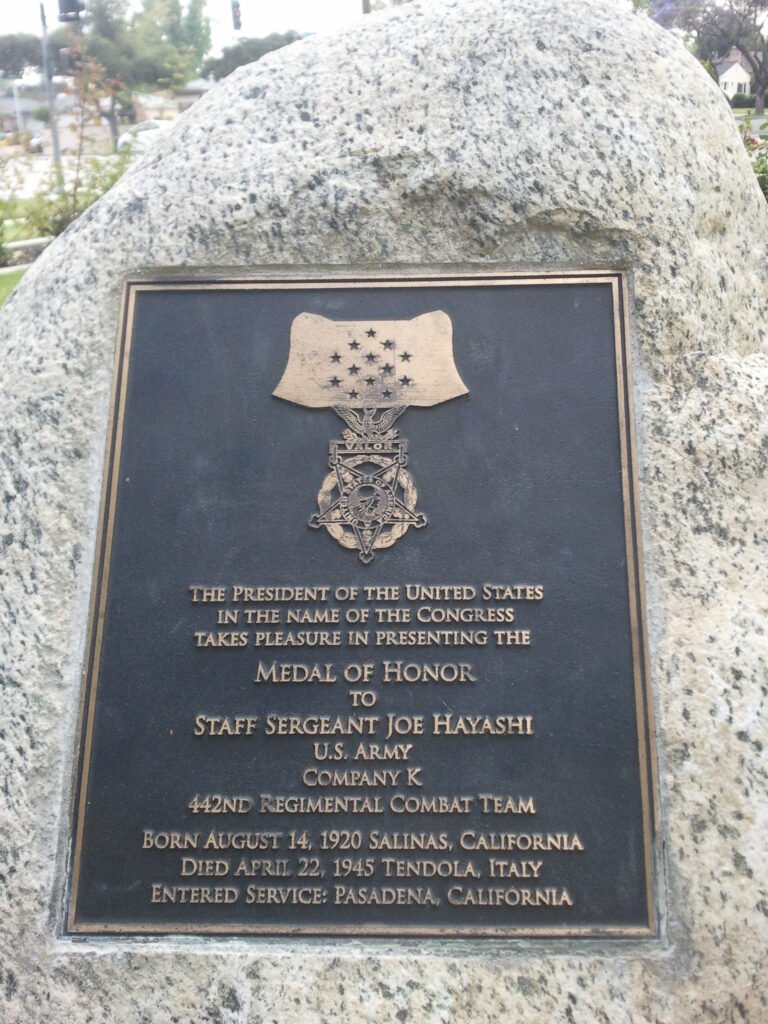 VALOR
THE PRESIDENT OF THE UNITED STATES
IN THE NAME OF THE CONGRESS
TAKES PLEASURE IN PRESENTING THE
MEDAL OF HONOR
TO
STAFF SERGEANT JOE HAYASHI
U.S. ARMY
COMPANY K
442ND REGIMENTAL COMBAT TEAM
BORN AUGUST 14, 1920 SALINAS, CALIFORNIA
DIED APRIL 22, 1945 TENDOLA, ITALY
ENTERED SERVICE: PASADENA, CALIFORNIA